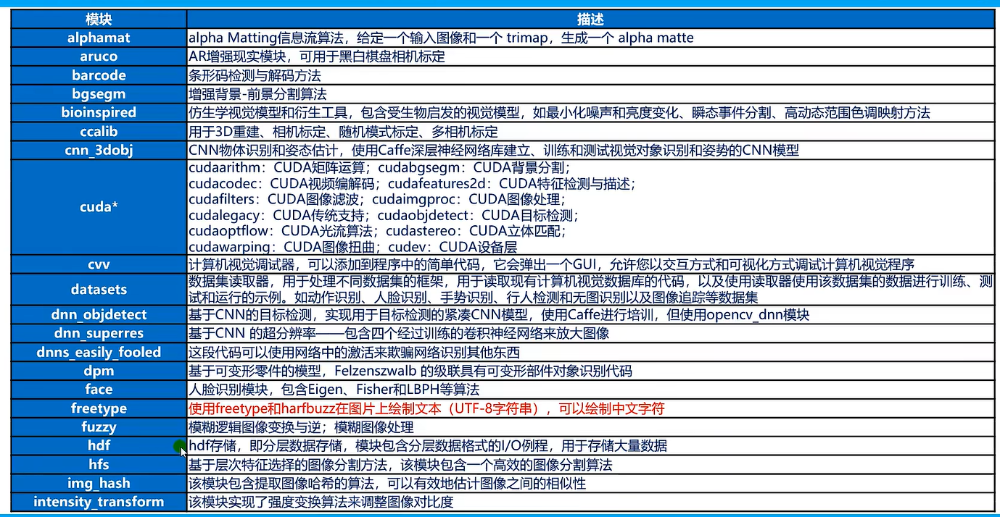 模块 描述
alphamat alpha Matting信息流算法，给定一个输入图像和一个 trimap，生成一个 alpha matte
aruco AR增强现实模块，可用于黑白棋盘相机标定
barcode 条形码检测与解码方法
bgsegm 增强背景-前景分割算法
bioinspired 仿生学视觉模型和衍生工具，包含受生物启发的视觉模型，如最小化噪声和亮度变化、瞬态事件分割、高动态范围色调映射方法
ccalib 用于3D重建、相机标定、随机模式标定、多相机标定
cnn_3dobj CNN物体识别和姿态估计，使用Caffe深层神经网络库建立、训练和测试视觉对象识别和姿势的CNN模型
cuda*
cudaarithm：CUDA矩阵运算；cudabgsegm：CUDA背景分割；
cudacodec：CUDA视频编解码；cudafeatures2d：CUDA特征检测与描述；
cudafilters：CUDA图像滤波；cudaimgproc：CUDA图像处理；
cudalegacy：CUDA传统支持；cudaobjdetect：CUDA目标检测；
cudaoptflow：CUDA光流算法；cudastereo：CUDA立体匹配；
cudawarping：CUDA图像扭曲；cudev：CUDA设备层
cvv 计算机视觉调试器，可以添加到程序中的简单代码，它会弹出一个GUI，允许您以交互方式和可视化方式调试计算机视觉程序
datasets
数据集读取器，用于处理不同数据集的框架，用于读取现有计算机视觉数据库的代码，以及使用读取器使用该数据集的数据进行训练、测
试和运行的示例。如动作识别、人脸识别、手势识别、行人检测和无图识别以及图像追踪等数据集
dnn_objdetect 基于CNN的目标检测，实现用于目标检测的紧凑CNN模型，使用Caffe进行培训，但使用opencv_dnn模块
dnn_superres 基于CNN 的超分辨率——包含四个经过训练的卷积神经网络来放大图像
dnns_easily_fooled 这段代码可以使用网络中的激活来欺骗网络识别其他东西
dpm 基于可变形零件的模型，Felzenszwalb 的级联具有可变形部件对象识别代码
face 人脸识别模块，包含Eigen、Fisher和LBPH等算法
freetype 使用freetype和harfbuzz在图片上绘制文本（UTF-8字符串），可以绘制中文字符
fuzzy 模糊逻辑图像变换与逆；模糊图像处理
hdf hdf存储，即分层数据存储，模块包含分层数据格式的I/O例程，用于存储大量数据
hfs 基于层次特征选择的图像分割方法，该模块包含一个高效的图像分割算法
img_hash 该模块包含提取图像哈希的算法，可以有效地估计图像之间的相似性
intensity_transform 该模块实现了强度变换算法来调整图像对比度